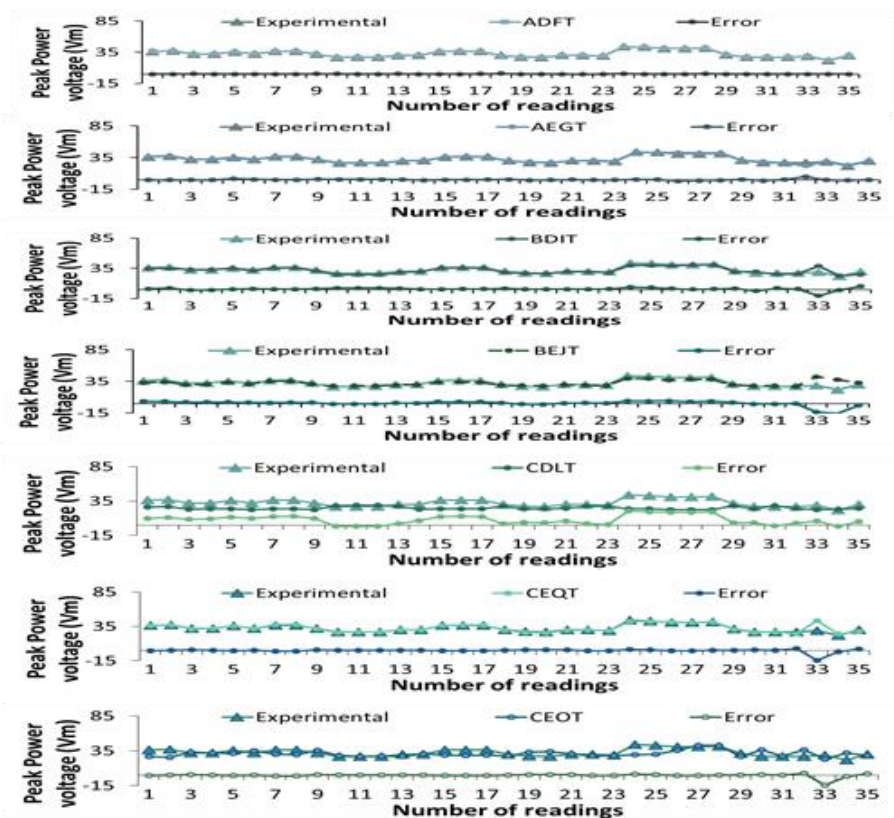 Experimental ADFT Error
Peak Power
voltage (Vm)
85
35
-15
1 3 5 7 9 11 13 15 17 19 21 23 25 27 29 31 33 35
Number of readings
Experimental AEGT Error
Peak Power
voltage (Vm)
85
35
-15
1 3 5 7 9 11 13 15 17 19 21 23 25 27 29 31 33 35
Number of readings
Experimental BDIT Error
Peak Power
voltage (Vm)
85
35
-15
1 3 5 7 9 11 13 15 17 19 21 23 25 27 29 31 33 35
Number of readings
Experimental BEJT Error
Peak Power
voltage (Vm)
85
35
-15
1 3 5 7 9 11 13 15 17 19 21 23 25 27 29 31 33 35
Number of readings
Experimental CDLT Error
Peak Power
voltage (Vm)
85
35
-15
1 3 5 7 9 11 13 15 17 19 21 23 25 27 29 31 33 35
Number of readings
Experimental CEQT Error
Peak Power
voltage (Vm)
85
35
-15
1 3 5 7 9 11 13 15 17 19 21 23 25 27 29 31 33 35
Number of readings
Experimental CEOT Error
Peak Power
voltage (Vm)
85
35
-15
1 3 5 7 9 11 13 15 17 19 21 23 25 27 29 31 33 35
Number of readings